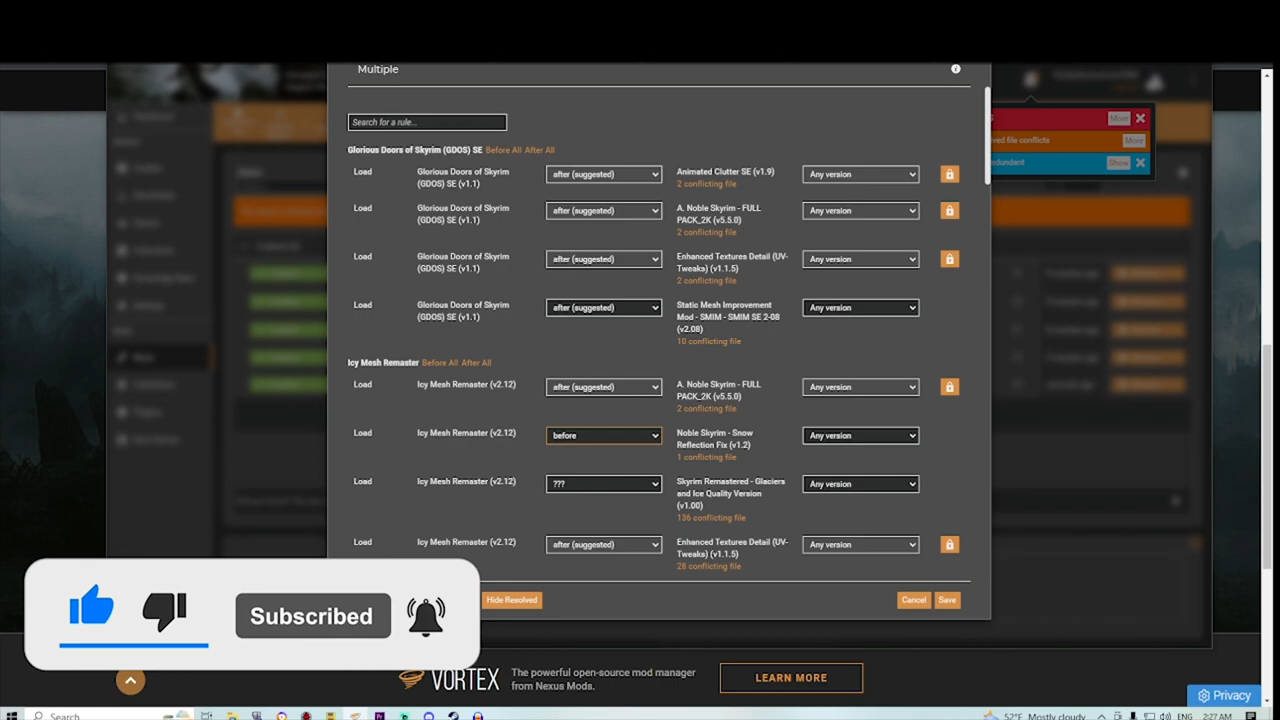 Multiple
Search for a rule...
Glorious Doors of Skyrim (GDOS) SE Before All After All
Load
Glorious Doors of Skyrim
(GDOS) SE (v1.1)
after (suggested)
Animated Clutter SE (v1.9)
2 conflicting file
Any version
Load
Glorious Doors of Skyrim
(GDOS) SE (v1.1)
after (suggested)
A. Noble Skyrim - FULL
PACK_2K (v5.5.0)
2 conflicting file
Any version
Load
Glorious Doors of Skyrim
(GDOS) SE (v1.1)
after (suggested)
Enhanced Textures Detail (UV-
Tweaks) (v1.1.5)
2 conflicting file
Any version
Load
Glorious Doors of Skyrim
(GDOS) SE (v1.1)
after (suggested)
Static Mesh Improvement
Mod - SMIM - SMIM SE 2-08
(v2.08)
10 conflicting file
Any version
Icy Mesh Remaster Before All After All
Load
Icy Mesh Remaster (v2.12)
after (suggested)
A. Noble Skyrim - FULL
PACK_2K (v5.5.0)
2 conflicting file
Any version
Load
Icy Mesh Remaster (v2.12)
before
Noble Skyrim - Snow
Reflection Fix (v1.2)
1 conflicting file
Any version
Load
Icy Mesh Remaster (v2.12)
???
Skyrim Remastered - Glaciers
and Ice Quality Version
(v1.00)
136 conflicting file
Any version
Load
Icy Mesh Remaster (v2.12)
after (suggested)
Enhanced Textures Detail (UV-
Tweaks) (v1.1.5)
28 conflicting file
Any version
Hide Resolved
Cancel
Save
More
ved file conflicts
More
edundant
Show
Subscribed
VORTEX
The powerful open-source mod manager
from Nexus Mods.
LEARN MORE
Privacy
Search
52°F Mostly cloudy
ENG
2:27 AM